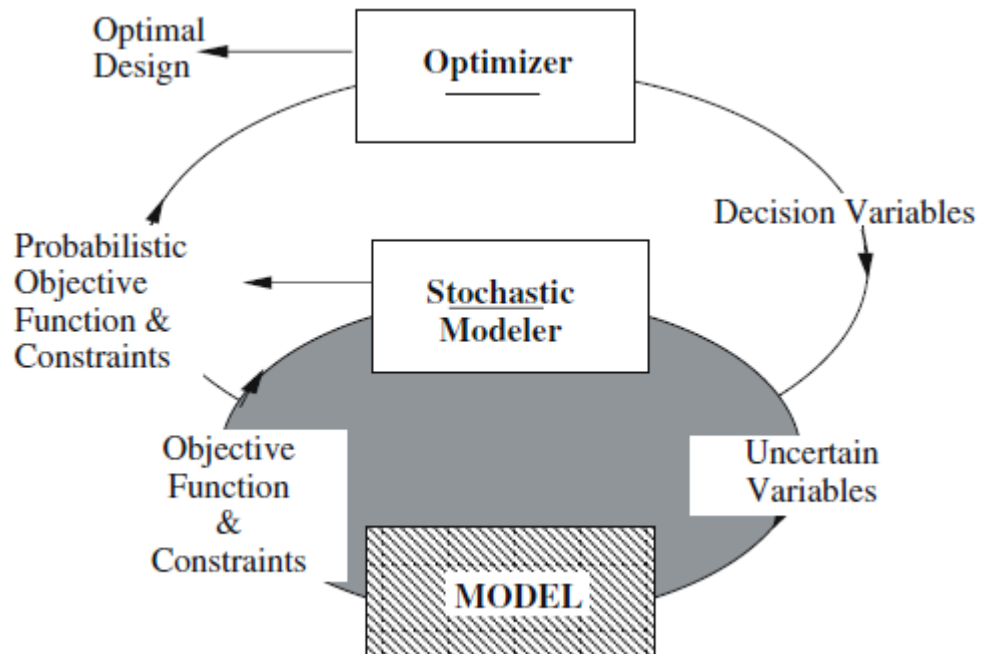 Optimal
Design
Optimizer
Decision Variables
Probabilistic
Objective
Function &
Constraints
Stochastic
Modeler
Objective
Function
&
Constraints
Uncertain
Variables
MODEL